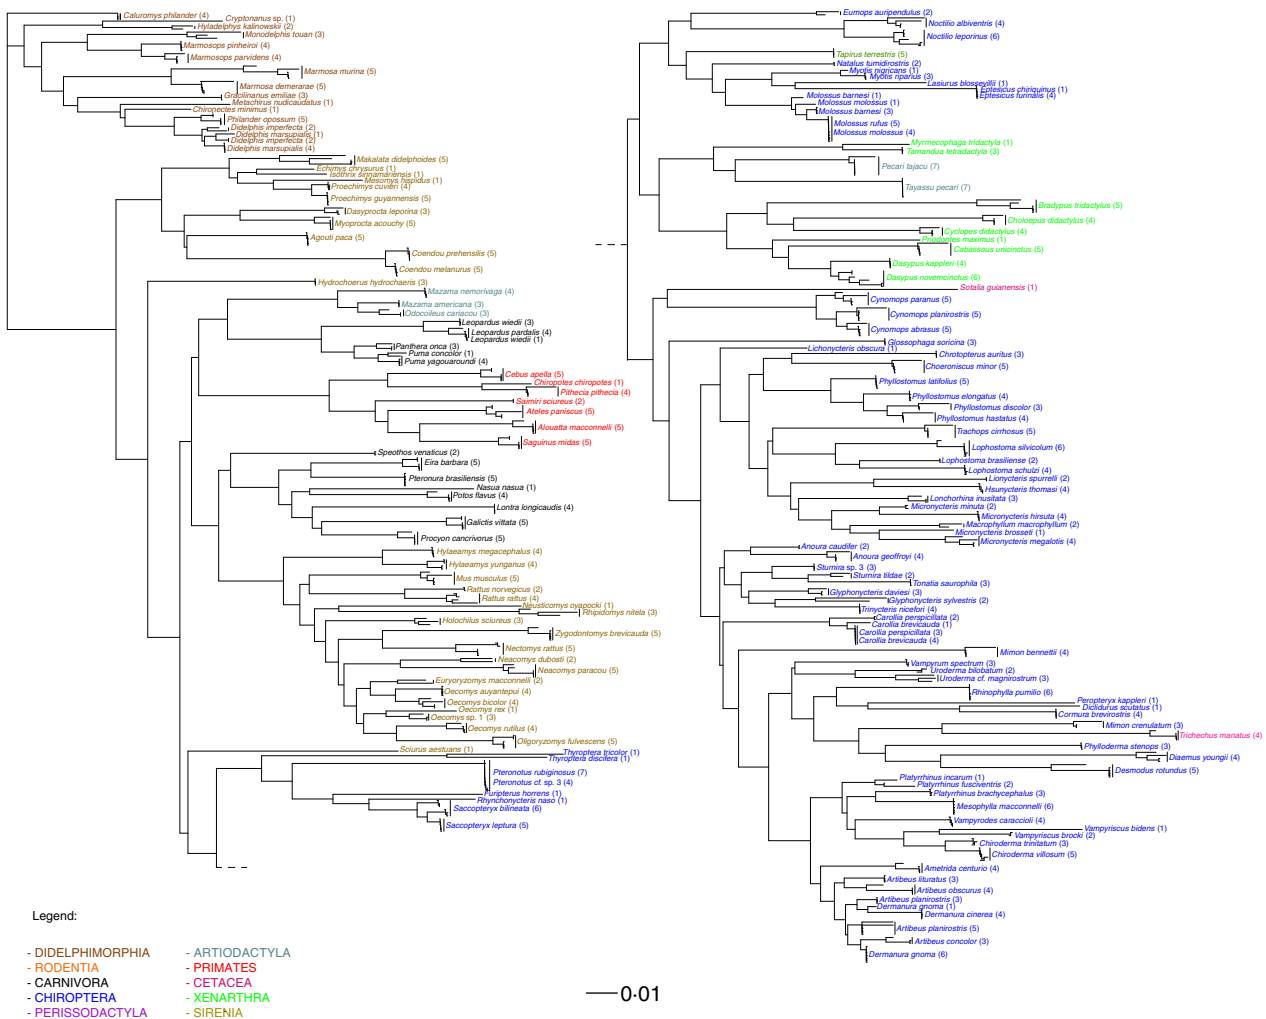 Caluromys philander (4)
Cryptonanus sp. (1)
Hyladelphys kalinowskii (2)
Monodelphis touan (3)
Marmosops pinheiroi (4)
Marmosops parvidens (4)
Marmosa murina (5)
Marmosa demerarae (5)
Gracilinanus emiliae (3)
Metachirus nudicaudatus (1)
Chironectes minimus (1)
Philander opossum (5)
Didelphis imperfecta (2)
Didelphis marsupialis (1)
Didelphis imperfecta (2)
Didelphis marsupialis (4)
Makalata didelphoides (5)
Echimys chrysurus (1)
Isothrix sinnamariensis (1)
Mesomys hispidus (1)
Proechimys cuvieri (4)
Proechimys guyannensis (5)
Dasyprocta leporina (3)
Myoprocta acouchy (5)
Agouti paca (5)
Coendou prehensilis (5)
Coendou melanurus (5)
Hydrochoerus hydrochaeris (3)
Mazama nemorivaga (4)
Mazama americana (3)
Odocoileus cariacou (3)
Leopardus wiedii (3)
Leopardus pardalis (4)
Leopardus wiedii (1)
Panthera onca (3)
Puma concolor (1)
Puma yagouaroundi (4)
Cebus apella (5)
Chiropotes chiropotes (1)
Pithecia pithecia (4)
Saimiri sciureus (2)
Ateles paniscus (5)
Alouatta macconnelli (5)
Saguinus midas (5)
Speothos venaticus (2)
Eira barbara (5)
Pteronura brasiliensis (5)
Nasua nasua (1)
Potos flavus (4)
Lontra longicaudis (4)
Galictis vittata (5)
Procyon cancrivorus (5)
Hylaeamys megacephalus (4)
Hylaeamys yunganus (4)
Mus musculus (5)
Rattus norvegicus (2)
Rattus rattus (4)
Neusticomys oyapocki (1)
Rhipidomys nitela (3)
Holochilus sciureus (3)
Zygodontomys brevicauda (5)
Nectomys rattus (5)
Neacomys dubosti (2)
Neacomys paracou (5)
Euryoryzomys macconnelli (2)
Oecomys auyantepui (4)
Oecomys bicolor (4)
Oecomys rex (1)
Oecomys sp. 1 (3)
Oecomys rutilus (4)
Oligoryzomys fulvescens (5)
Sciurus aestuans (1)
Thyroptera tricolor (1)
Thyroptera discifera (1)
Pteronotus rubiginosus (7)
Pteronotus cf. sp. 3 (4)
Furipterus horrens (1)
Rhynchonycteris naso (1)
Saccopteryx bilineata (6)
Saccopteryx leptura (5)
Eumops auripendulus (2)
Noctilio albiventris (4)
Noctilio leporinus (6)
Tapirus terrestris (5)
Natalus tumidirostris (2)
Myotis nigricans (1)
Myotis riparius (3)
Lasiurus blossevillii (1)
Eptesicus chiriquinus (1)
Eptesicus furinalis (4)
Molossus barnesi (1)
Molossus molossus (1)
Molossus barnesi (3)
Molossus rufus (5)
Molossus molossus (4)
Myrmecophaga tridactyla (1)
Tamandua tetradactyla (3)
Pecari tajacu (7)
Tayassu pecari (7)
Bradypus tridactylus (5)
Choloepus didactylus (4)
Cyclopes didactylus (4)
Priodontes maximus (1)
Cabassous unicinctus (5)
Dasypus kappleri (4)
Dasypus novemcinctus (6)
Sotalia guianensis (1)
Cynomops paranus (5)
Cynomops planirostris (5)
Cynomops abrasus (5)
Glossophaga soricina (3)
Lichonycteris obscura (1)
Chrotopterus auritus (3)
Choeroniscus minor (5)
Phyllostomus latifolius (5)
Phyllostomus elongatus (4)
Phyllostomus discolor (3)
Phyllostomus hastatus (4)
Trachops cirrhosus (5)
Lophostoma silvicolum (6)
Lophostoma brasiliense (2)
Lophostoma schulzi (4)
Lionycteris spurrelli (2)
Hsunycteris thomasi (4)
Lonchorhina inusitata (3)
Micronycteris minuta (2)
Micronycteris hirsuta (4)
Macrophyllum macrophyllum (2)
Micronycteris brosseti (1)
Micronycteris megalotis (4)
Anoura caudifer (2)
Anoura geoffroyi (4)
Sturnira sp. 3 (3)
Sturnira tildae (2)
Tonatia saurophila (3)
Glyphonycteris daviesi (3)
Glyphonycteris sylvestris (2)
Trinycteris nicefori (4)
Carollia perspicillata (2)
Carollia brevicauda (1)
Carollia perspicillata (3)
Carollia brevicauda (4)
Mimon bennettii (4)
Vampyrum spectrum (3)
Uroderma bilobatum (2)
Uroderma cf. magnirostrum (3)
Rhinophylla pumilio (6)
Peropteryx kappleri (1)
Diclidurus scutatus (1)
Cormura brevirostris (4)
Mimon crenulatum (3)
Trichechus manatus (4)
Phylloderma stenops (3)
Diaemus youngii (4)
Desmodus rotundus (5)
Platyrrhinus incarum (1)
Platyrrhinus fusciventris (2)
Platyrrhinus brachycephalus (3)
Mesophylla macconnelli (6)
Vampyrodes caraccioli (4)
Vampyriscus bidens (1)
Vampyriscus brocki (2)
Chiroderma trinitatum (3)
Chiroderma villosum (5)
Ametrida centurio (4)
Artibeus lituratus (3)
Artibeus obscurus (4)
Artibeus planirostris (3)
Dermanura gnoma (1)
Dermanura cinerea (4)
Artibeus planirostris (5)
Artibeus concolor (3)
Dermanura gnoma (6)
Legend:
- DIDELPHIMORPHIA
- RODENTIA
- CARNIVORA
- CHIROPTERA
- PERISSODACTYLA
- ARTIODACTYLA
- PRIMATES
- CETACEA
- XENARTHRA
- SIRENIA
0·01